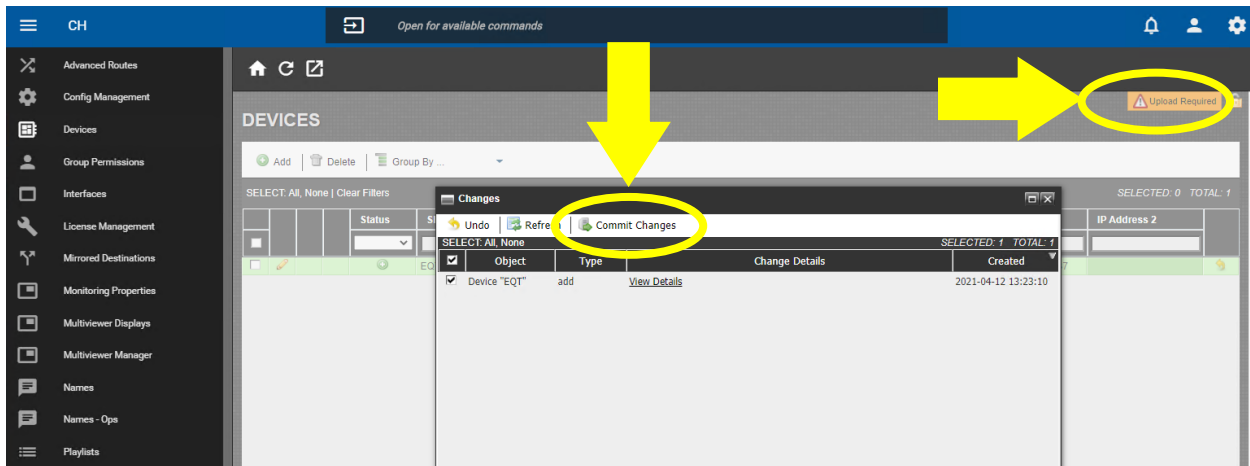 CH
Open for available commands
Advanced Routes
Config Management
Devices
Group Permissions
Interfaces
License Management
Mirrored Destinations
Monitoring Properties
Multiviewer Displays
Multiviewer Manager
Names
Names - Ops
Playlists
Upload Required
DEVICES
Add Delete Group By ...
SELECT: All, None | Clear Filters SELECTED: 0 TOTAL: 1
Status IP Address 2
Changes
Undo Refresh Commit Changes
SELECT: All, None SELECTED: 1 TOTAL: 1
Object Type Change Details Created
Device "EQT" add View Details 2021-04-12 13:23:10